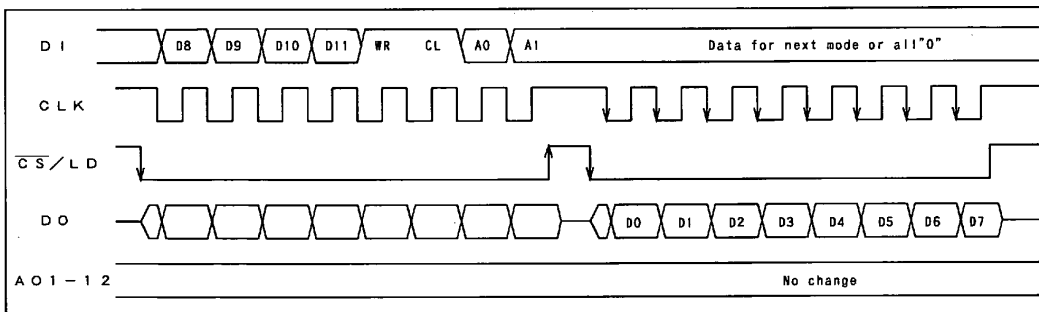 DI D8 D9 D10 D11 WR CL A0 A1 Data for next mode or all"0"
CLK
CS/LD
DO D0 D1 D2 D3 D4 D5 D6 D7
AO1-12 No change